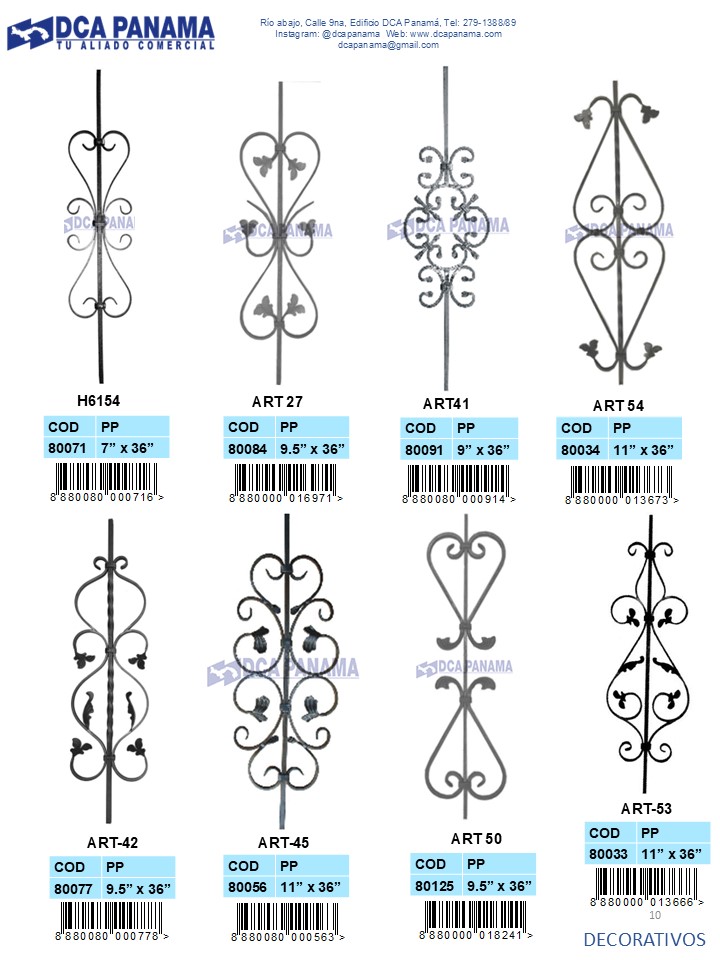 DCA PANAMA
TU ALIADO COMERCIAL
Río abajo, Calle 9na, Edificio DCA Panamá, Tel: 279-1388/89
Instagram: @dcapanama Web: www.dcapanama.com
dcapanama@gmail.com
DCA PANAMA
DCA PANAMA
DCA PANAMA
DCA PANAMA
H6154
ART 27
ART41
ART 54
COD PP
80071 7” x 36”
COD PP
80084 9.5” x 36”
COD PP
80091 9” x 36”
COD PP
80034 11” x 36”
8 880080 000716 >
8 880000 016971 >
8 880080 000914 >
8 880000 013673 >
DCA PANAMA
DCA PANAMA
ART-42
ART-45
ART 50
ART-53
COD PP
80077 9.5” x 36”
COD PP
80056 11” x 36”
COD PP
80125 9.5” x 36”
COD PP
80033 11” x 36”
8 880080 000778 >
8 880080 000563 >
8 880000 018241 >
8 880000 013666 >
10
DECORATIVOS